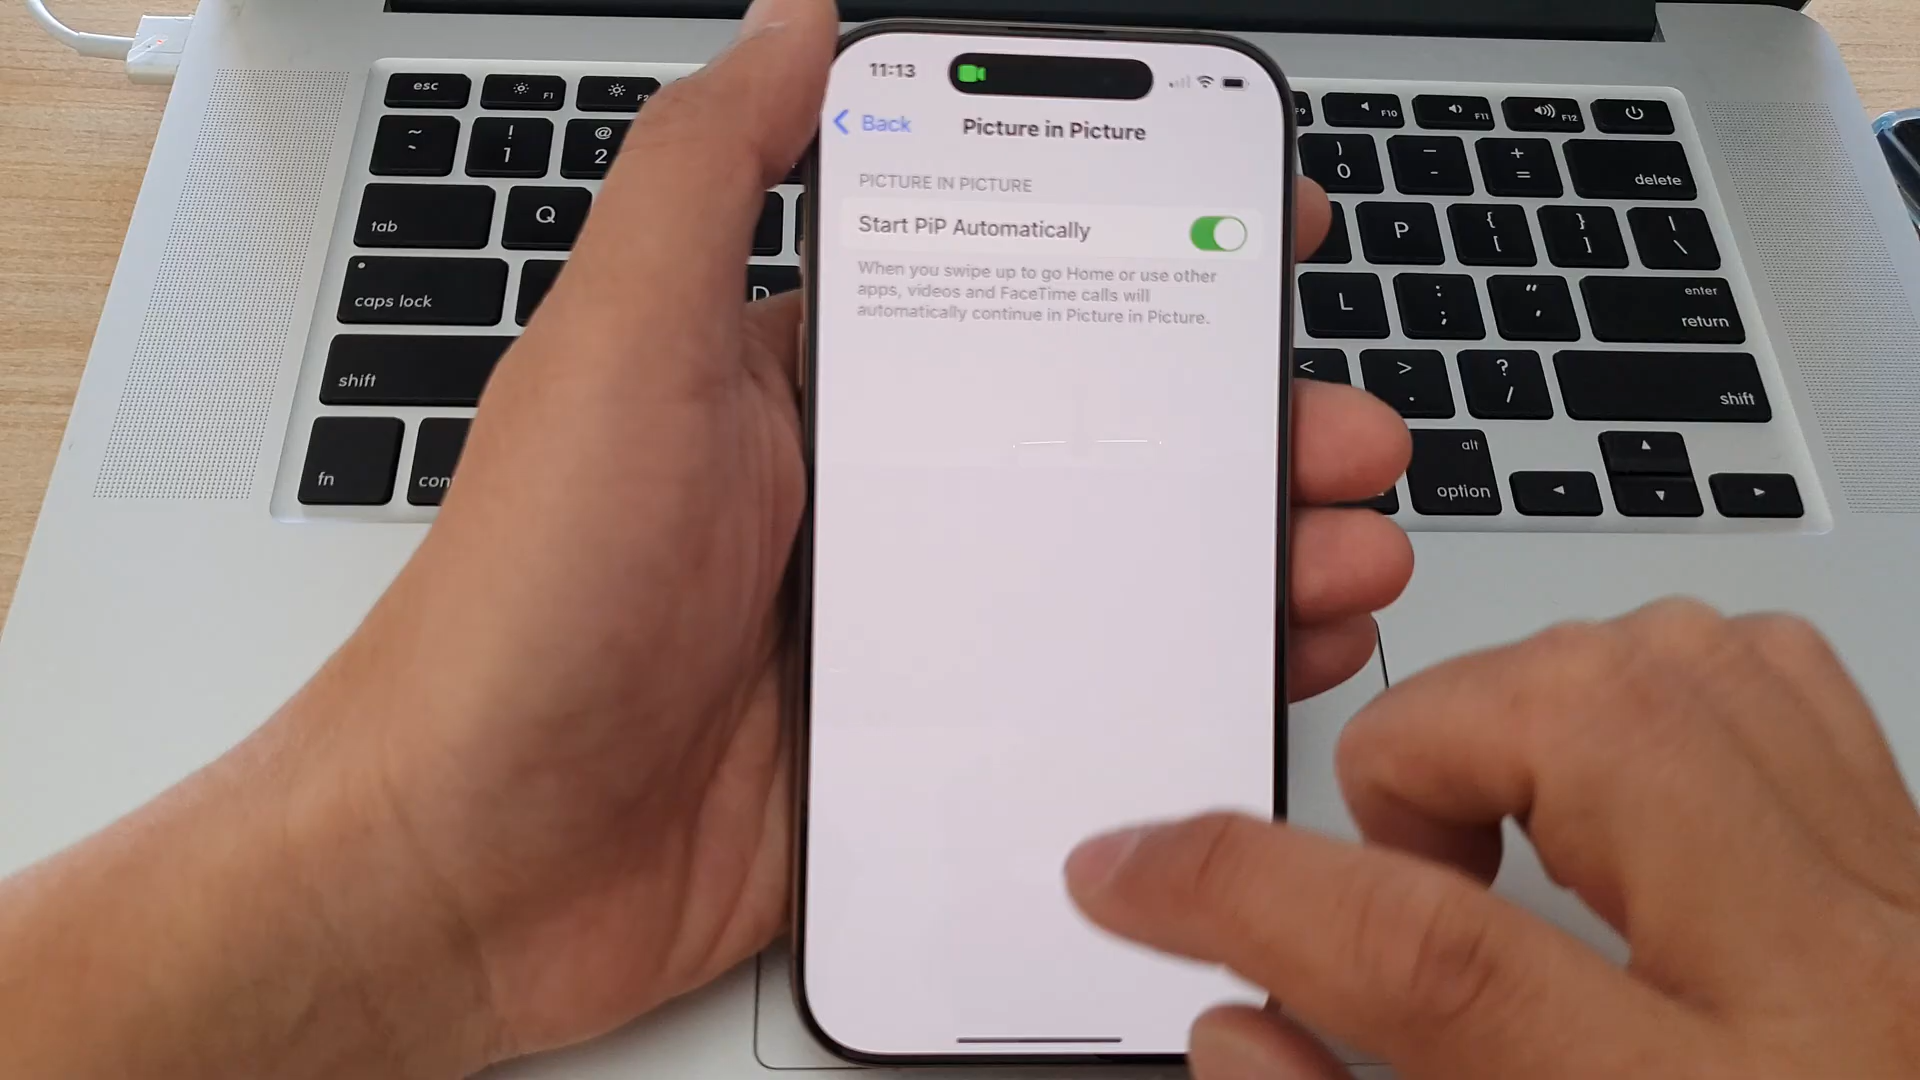 11:13
Back
Picture in Picture
PICTURE IN PICTURE
Start PiP Automatically
When you swipe up to go Home or use other
apps, videos and FaceTime calls will
automatically continue in Picture in Picture.
esc
F1
F10
F11
F12
~
!
1
@
2
)
0
_
-
+
=
delete
tab
Q
P
{
[
}
]
|
\
caps lock
D
L
:
;
"
'
enter
return
shift
<
>
.
?
/
shift
fn
con
alt
option